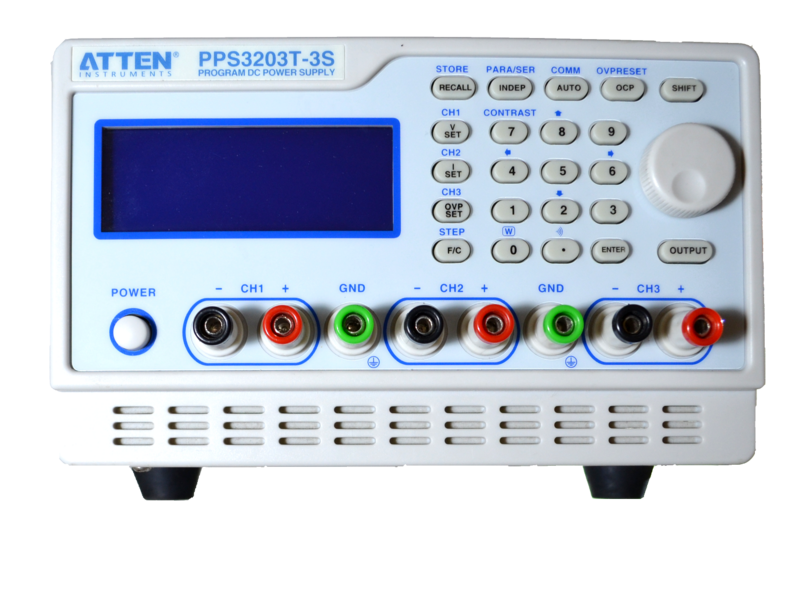 ATTEN® PPS3203T-3S
INSTRUMENTS PROGRAM DC POWER SUPPLY
STORE PARA/SER COMM OVPRESET
RECALL INDEP AUTO OCP SHIFT
CH1 CONTRAST
V SET 7 8 9
CH2
I SET 4 5 6
CH3
OVP SET 1 2 3
STEP W
F/C 0 . ENTER OUTPUT
POWER
- CH1 + GND - CH2 + GND - CH3 +